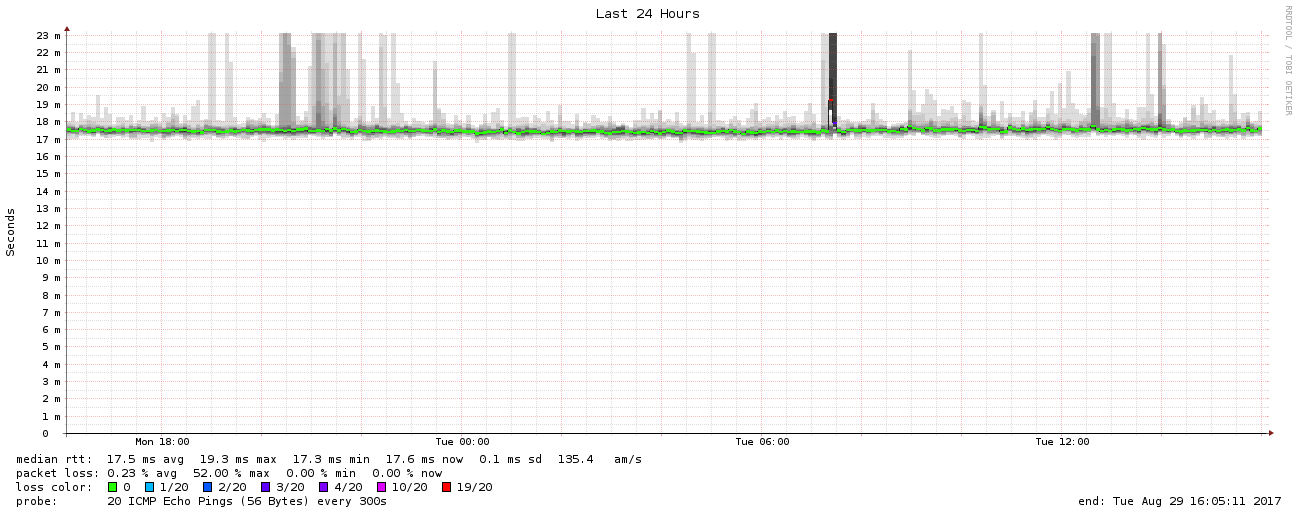 Last 24 Hours
RRDTOOL / TOBI OETIKER
Seconds
23 m
22 m
21 m
20 m
19 m
18 m
17 m
16 m
15 m
14 m
13 m
12 m
11 m
10 m
9 m
8 m
7 m
6 m
5 m
4 m
3 m
2 m
1 m
0
Mon 18:00 Tue 00:00 Tue 06:00 Tue 12:00
median rtt: 17.5 ms avg 19.3 ms max 17.3 ms min 17.6 ms now 0.1 ms sd 135.4 am/s
packet loss: 0.23 % avg 52.00 % max 0.00 % min 0.00 % now
loss color: 0 1/20 2/20 3/20 4/20 10/20 19/20
probe: 20 ICMP Echo Pings (56 Bytes) every 300s end: Tue Aug 29 16:05:11 2017